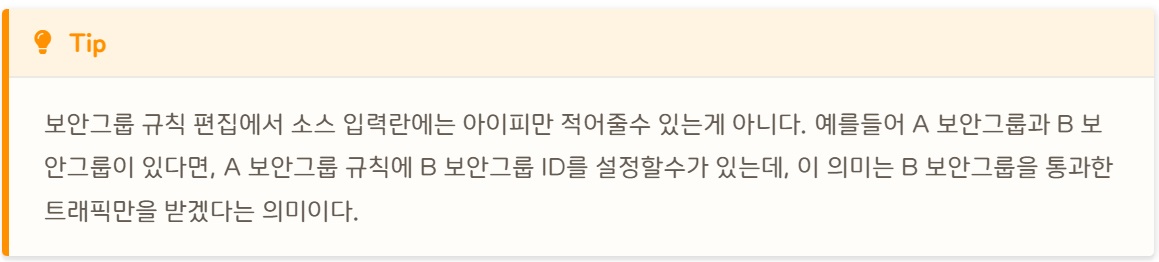 Tip
보안그룹 규칙 편집에서 소스 입력란에는 아이피만 적어줄수 있는게 아니다. 예를들어 A 보안그룹과 B 보
안그룹이 있다면, A 보안그룹 규칙에 B 보안그룹 ID를 설정할수가 있는데, 이 의미는 B 보안그룹을 통과한
트래픽만을 받겠다는 의미이다.